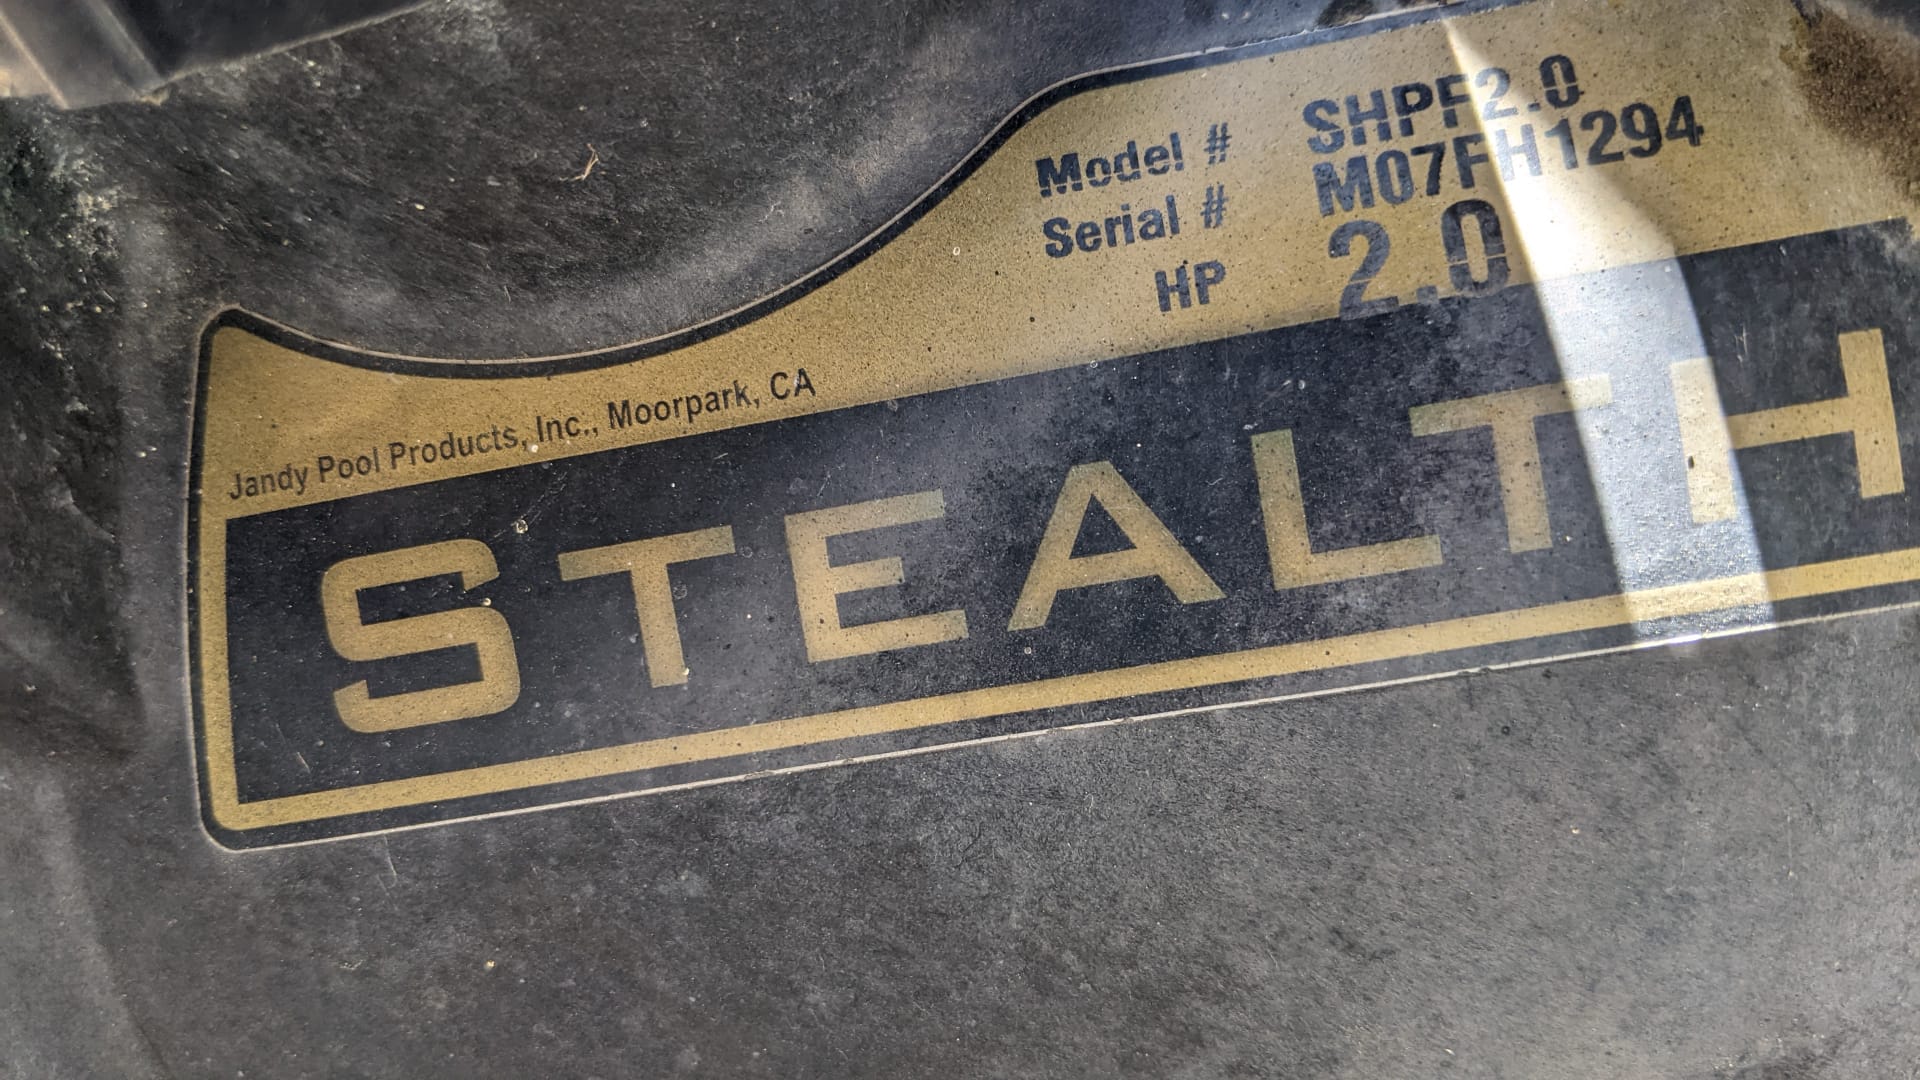 Model # SHPF2.0
Serial # M07FH1294
HP 2.0
Jandy Pool Products, Inc., Moorpark, CA
STEALTH